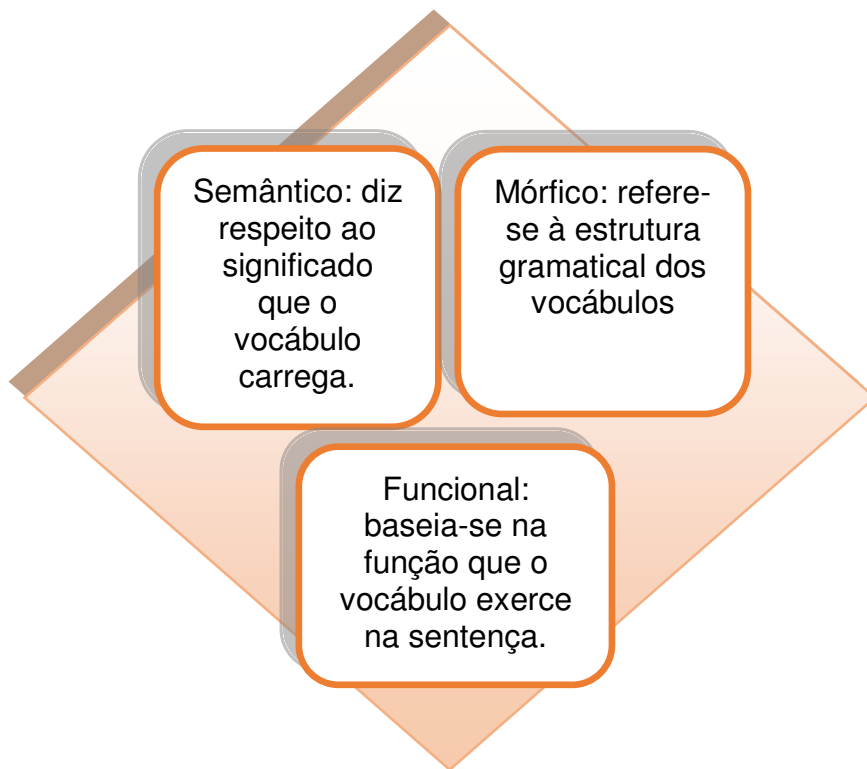 Semântico: diz
respeito ao
significado
que o
vocábulo
carrega.
Mórfico: refere-
se à estrutura
gramatical dos
vocábulos
Funcional:
baseia-se na
função que o
vocábulo exerce
na sentença.